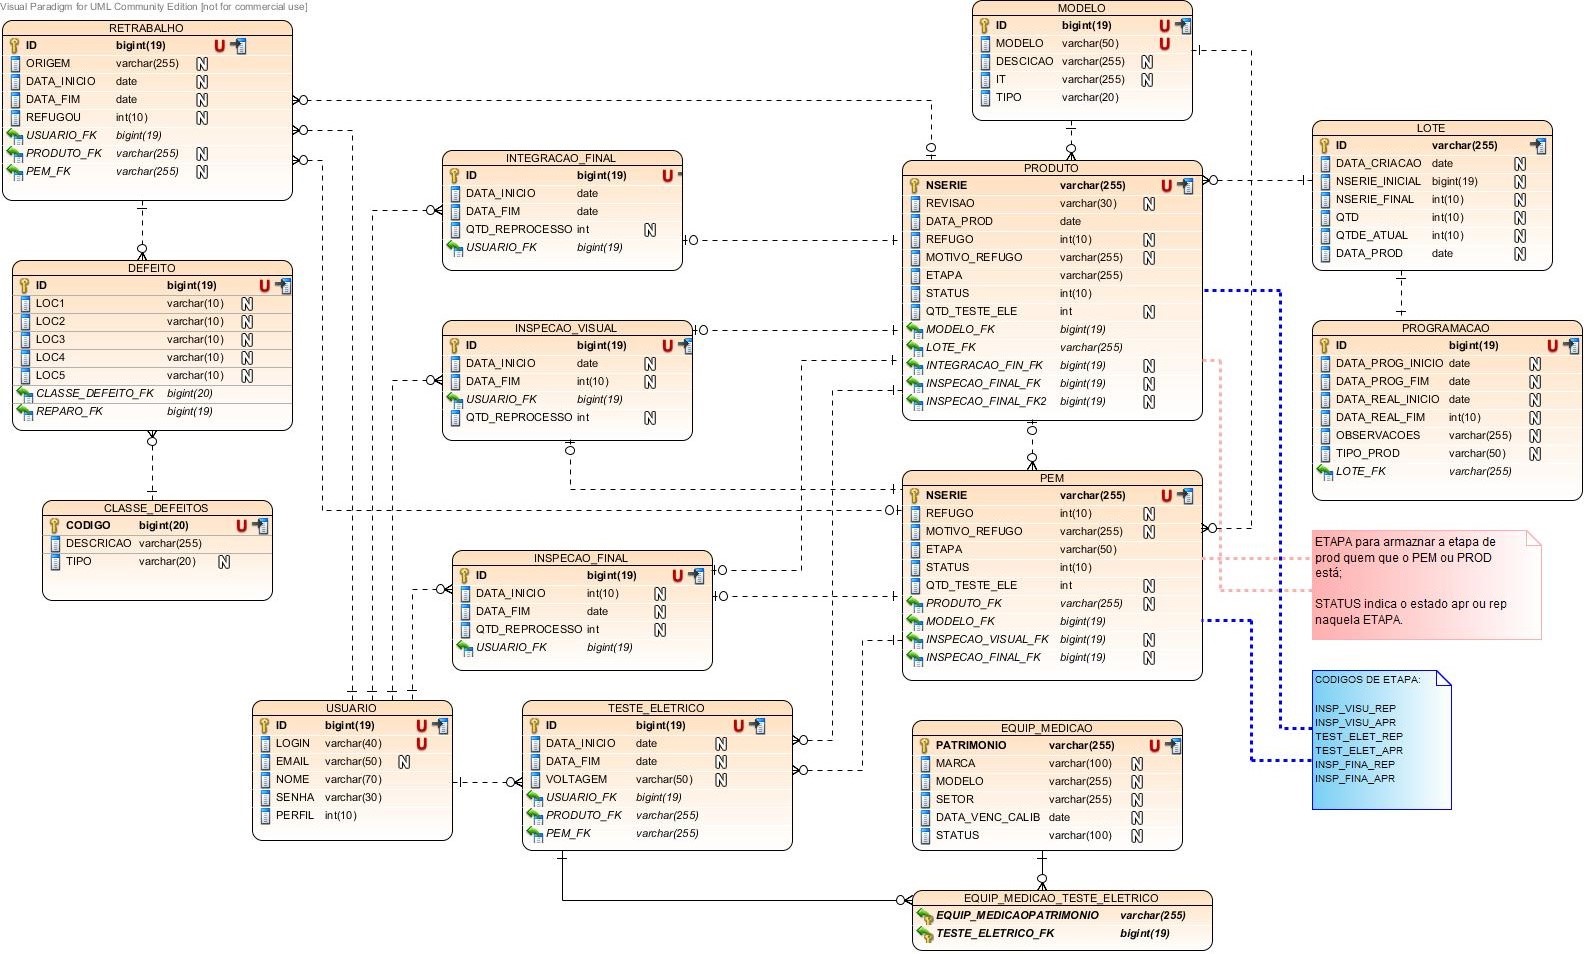 Visual Paradigm for UML Community Edition [not for commercial use]
RETRABALHO
ID bigint(19) U
ORIGEM varchar(255) N
DATA_INICIO date N
DATA_FIM date N
REFUGOU int(10) N
USUARIO_FK bigint(19)
PRODUTO_FK varchar(255) N
PEM_FK varchar(255) N
DEFEITO
ID bigint(19) U
LOC1 varchar(10) N
LOC2 varchar(10) N
LOC3 varchar(10) N
LOC4 varchar(10) N
LOC5 varchar(10) N
CLASSE_DEFEITO_FK bigint(20)
REPARO_FK bigint(19)
CLASSE_DEFEITOS
CODIGO bigint(20) U
DESCRICAO varchar(255)
TIPO varchar(20) N
INTEGRACAO_FINAL
ID bigint(19) U
DATA_INICIO date
DATA_FIM date
QTD_REPROCESSO int N
USUARIO_FK bigint(19)
INSPECAO_VISUAL
ID bigint(19) U
DATA_INICIO date N
DATA_FIM int(10) N
USUARIO_FK bigint(19)
QTD_REPROCESSO int N
INSPECAO_FINAL
ID bigint(19) U
DATA_INICIO int(10) N
DATA_FIM date N
QTD_REPROCESSO int N
USUARIO_FK bigint(19)
USUARIO
ID bigint(19) U
LOGIN varchar(40) U
EMAIL varchar(50) N
NOME varchar(70)
SENHA varchar(30)
PERFIL int(10)
TESTE_ELETRICO
ID bigint(19) U
DATA_INICIO date N
DATA_FIM date N
VOLTAGEM varchar(50) N
USUARIO_FK bigint(19)
PRODUTO_FK varchar(255)
PEM_FK varchar(255)
MODELO
ID bigint(19) U
MODELO varchar(50) U
DESCICAO varchar(255) N
IT varchar(255) N
TIPO varchar(20)
PRODUTO
NSERIE varchar(255) U
REVISAO varchar(30) N
DATA_PROD date
REFUGO int(10) N
MOTIVO_REFUGO varchar(255) N
ETAPA varchar(255)
STATUS int(10)
QTD_TESTE_ELE int N
MODELO_FK bigint(19)
LOTE_FK varchar(255)
INTEGRACAO_FIN_FK bigint(19) N
INSPECAO_FINAL_FK bigint(19) N
INSPECAO_FINAL_FK2 bigint(19) N
PEM
NSERIE varchar(255) U
REFUGO int(10) N
MOTIVO_REFUGO varchar(255) N
ETAPA varchar(50)
STATUS int(10)
QTD_TESTE_ELE int N
PRODUTO_FK varchar(255) N
MODELO_FK bigint(19)
INSPECAO_VISUAL_FK bigint(19) N
INSPECAO_FINAL_FK bigint(19) N
EQUIP_MEDICAO
PATRIMONIO varchar(255) U
MARCA varchar(100) N
MODELO varchar(255) N
SETOR varchar(255) N
DATA_VENC_CALIB date N
STATUS varchar(100) N
EQUIP_MEDICAO_TESTE_ELETRICO
EQUIP_MEDICAOPATRIMONIO varchar(255)
TESTE_ELETRICO_FK bigint(19)
LOTE
ID varchar(255)
DATA_CRIACAO date N
NSERIE_INICIAL bigint(19) N
NSERIE_FINAL int(10) N
QTD int(10) N
QTDE_ATUAL int(10) N
DATA_PROD date N
PROGRAMACAO
ID bigint(19) U
DATA_PROG_INICIO date N
DATA_PROG_FIM date N
DATA_REAL_INICIO date N
DATA_REAL_FIM int(10) N
OBSERVACOES varchar(255) N
TIPO_PROD varchar(50) N
LOTE_FK varchar(255)
ETAPA para armaznar a etapa de
prod quem que o PEM ou PROD
está;
STATUS indica o estado apr ou rep
naquela ETAPA.
CODIGOS DE ETAPA:
INSP_VISU_REP
INSP_VISU_APR
TEST_ELET_REP
TEST_ELET_APR
INSP_FINA_REP
INSP_FINA_APR